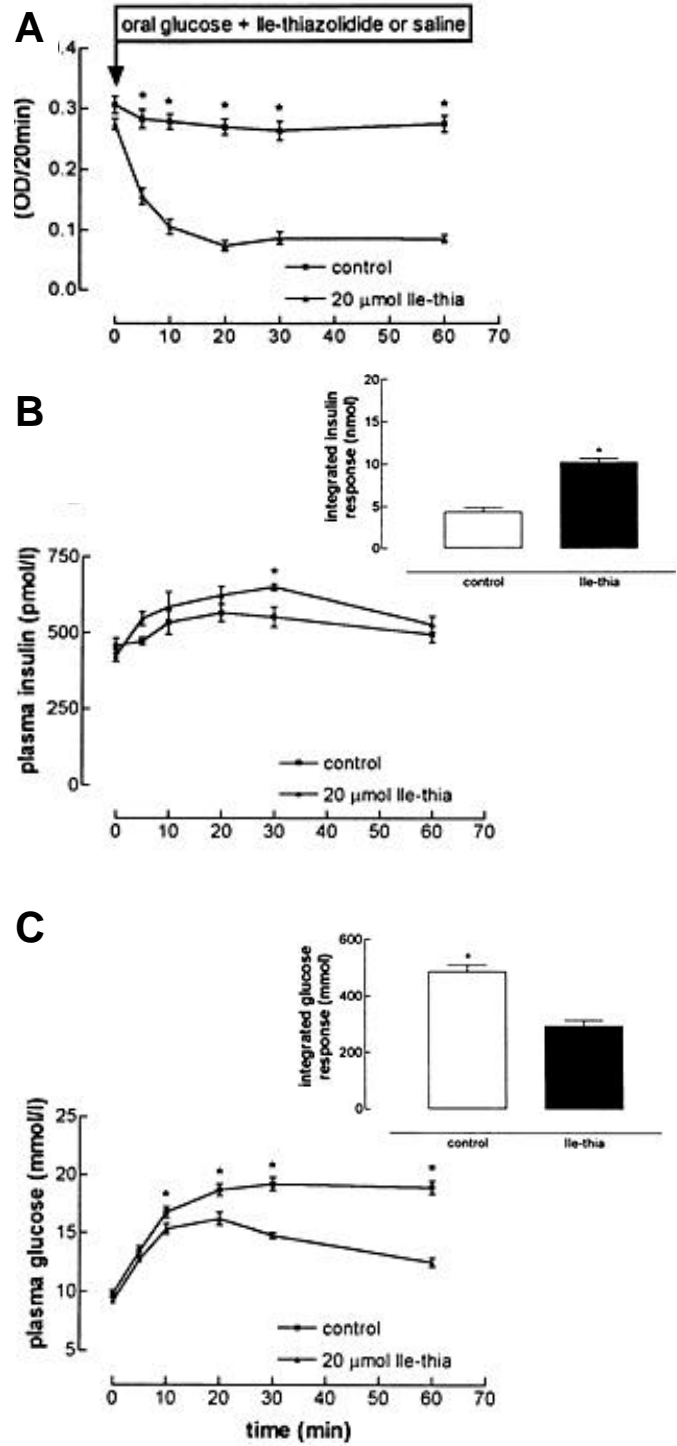 A
oral glucose + Ile-thiazolidide or saline
0.4
0.3
0.2
0.1
0.0
(OD/20min)
control
20 µmol Ile-thia
0 10 20 30 40 50 60 70
* * * * *
B
20
15
10
5
0
integrated insulin
response (nmol)
*
control Ile-thia
750
500
250
0
plasma insulin (pmol/l)
*
control
20 µmol Ile-thia
0 10 20 30 40 50 60 70
C
600
400
200
0
integrated glucose
response (mmol)
*
control Ile-thia
25
20
15
10
5
plasma glucose (mmol/l)
* * * *
control
20 µmol Ile-thia
0 10 20 30 40 50 60 70
time (min)